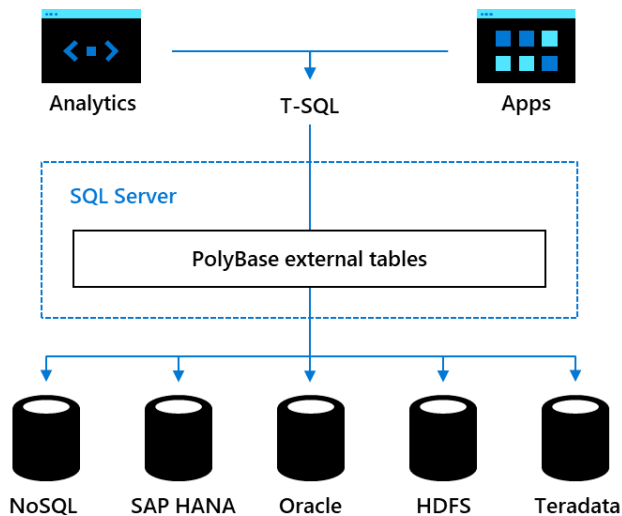 Analytics
T-SQL
Apps
SQL Server
PolyBase external tables
NoSQL
SAP HANA
Oracle
HDFS
Teradata